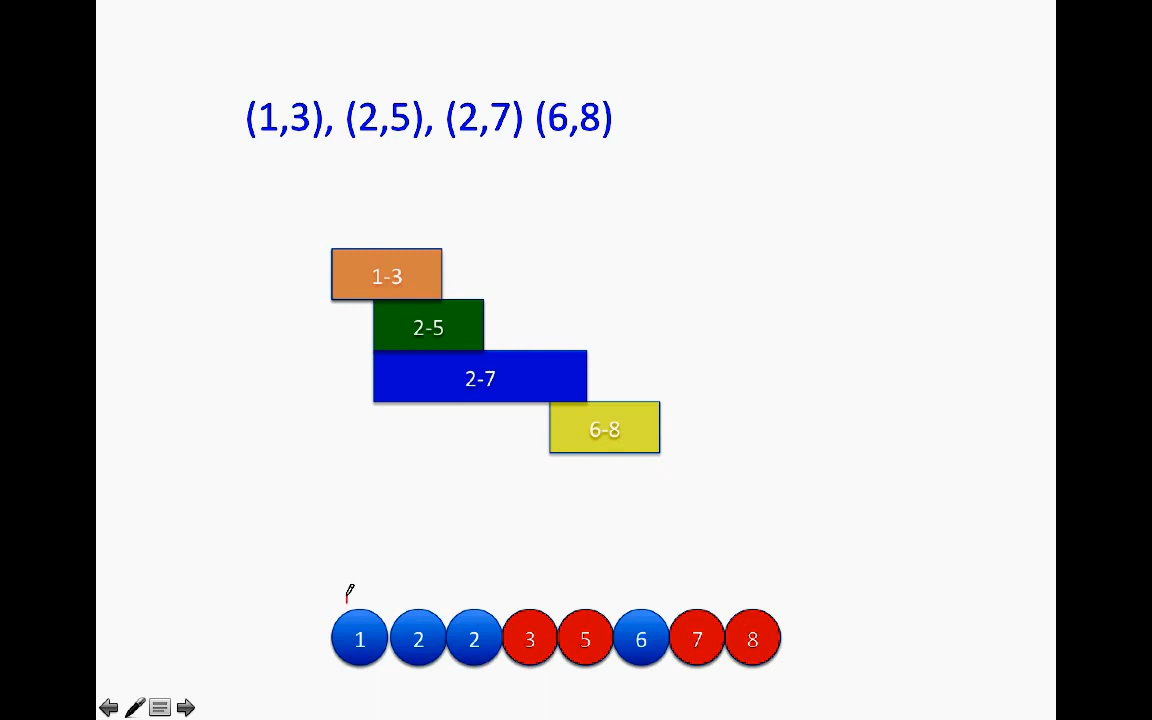 (1,3), (2,5), (2,7) (6,8)
1-3
2-5
2-7
6-8
1 2 2 3 5 6 7 8